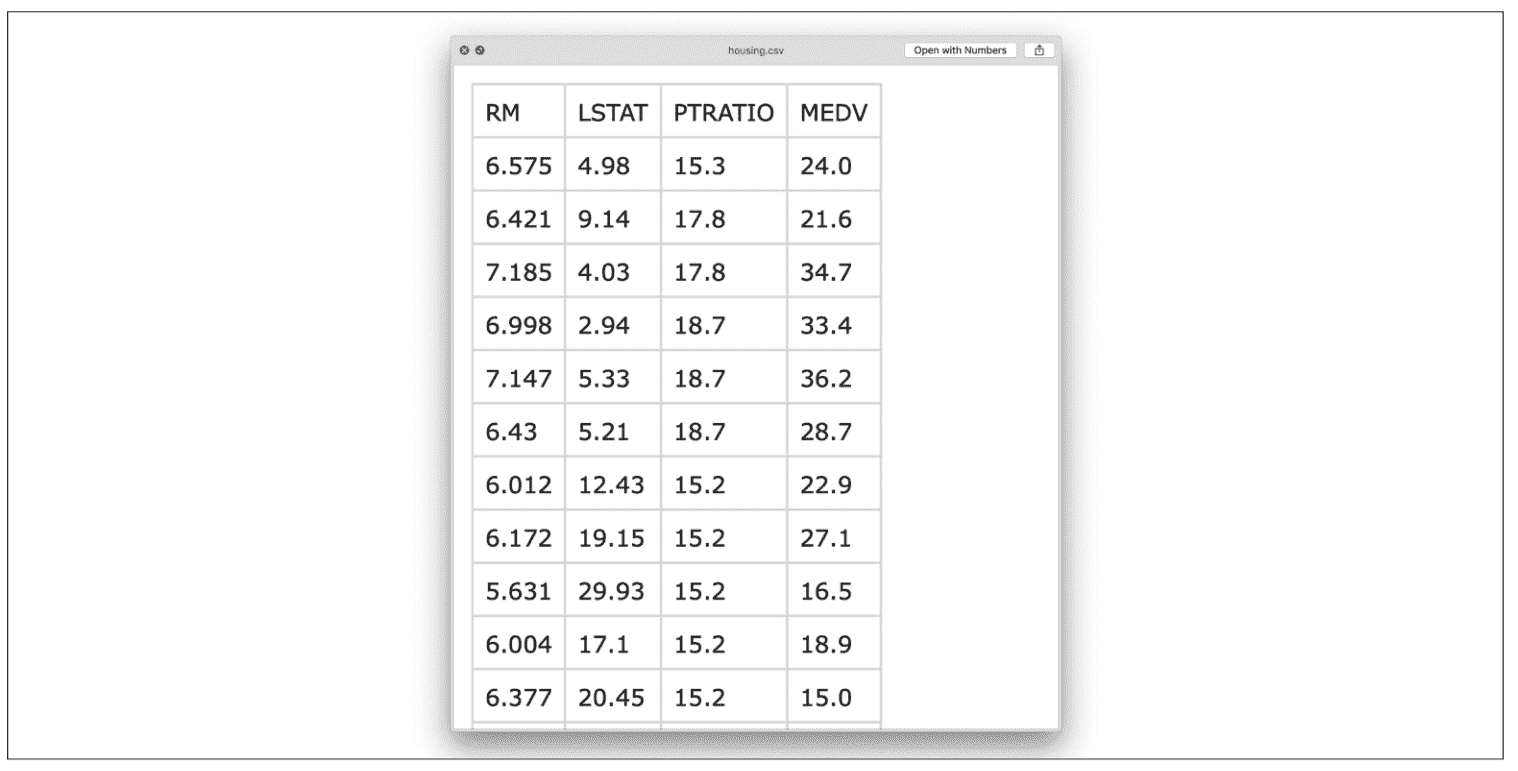 housing.csv Open with Numbers
RM LSTAT PTRATIO MEDV
6.575 4.98 15.3 24.0
6.421 9.14 17.8 21.6
7.185 4.03 17.8 34.7
6.998 2.94 18.7 33.4
7.147 5.33 18.7 36.2
6.43 5.21 18.7 28.7
6.012 12.43 15.2 22.9
6.172 19.15 15.2 27.1
5.631 29.93 15.2 16.5
6.004 17.1 15.2 18.9
6.377 20.45 15.2 15.0